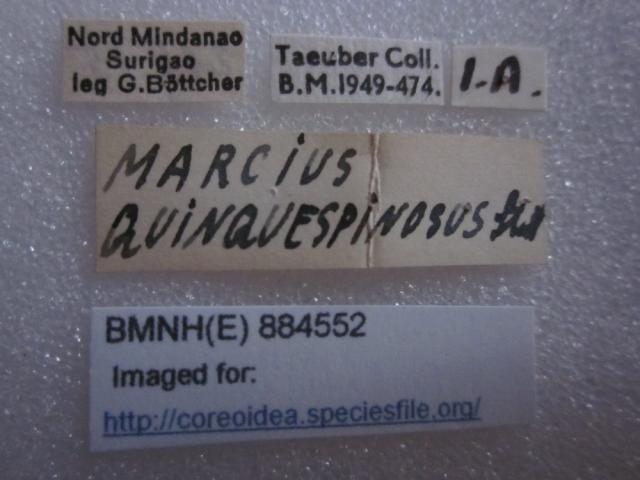 Nord Mindanao
Surigao
leg G.Böttcher
Taeuber Coll.
B.M.1949-474.
I.A.
MARCiUS
QUiNQUESPiNOSUS
BMNH(E) 884552
Imaged for:
http://coreoidea.speciesfile.org/